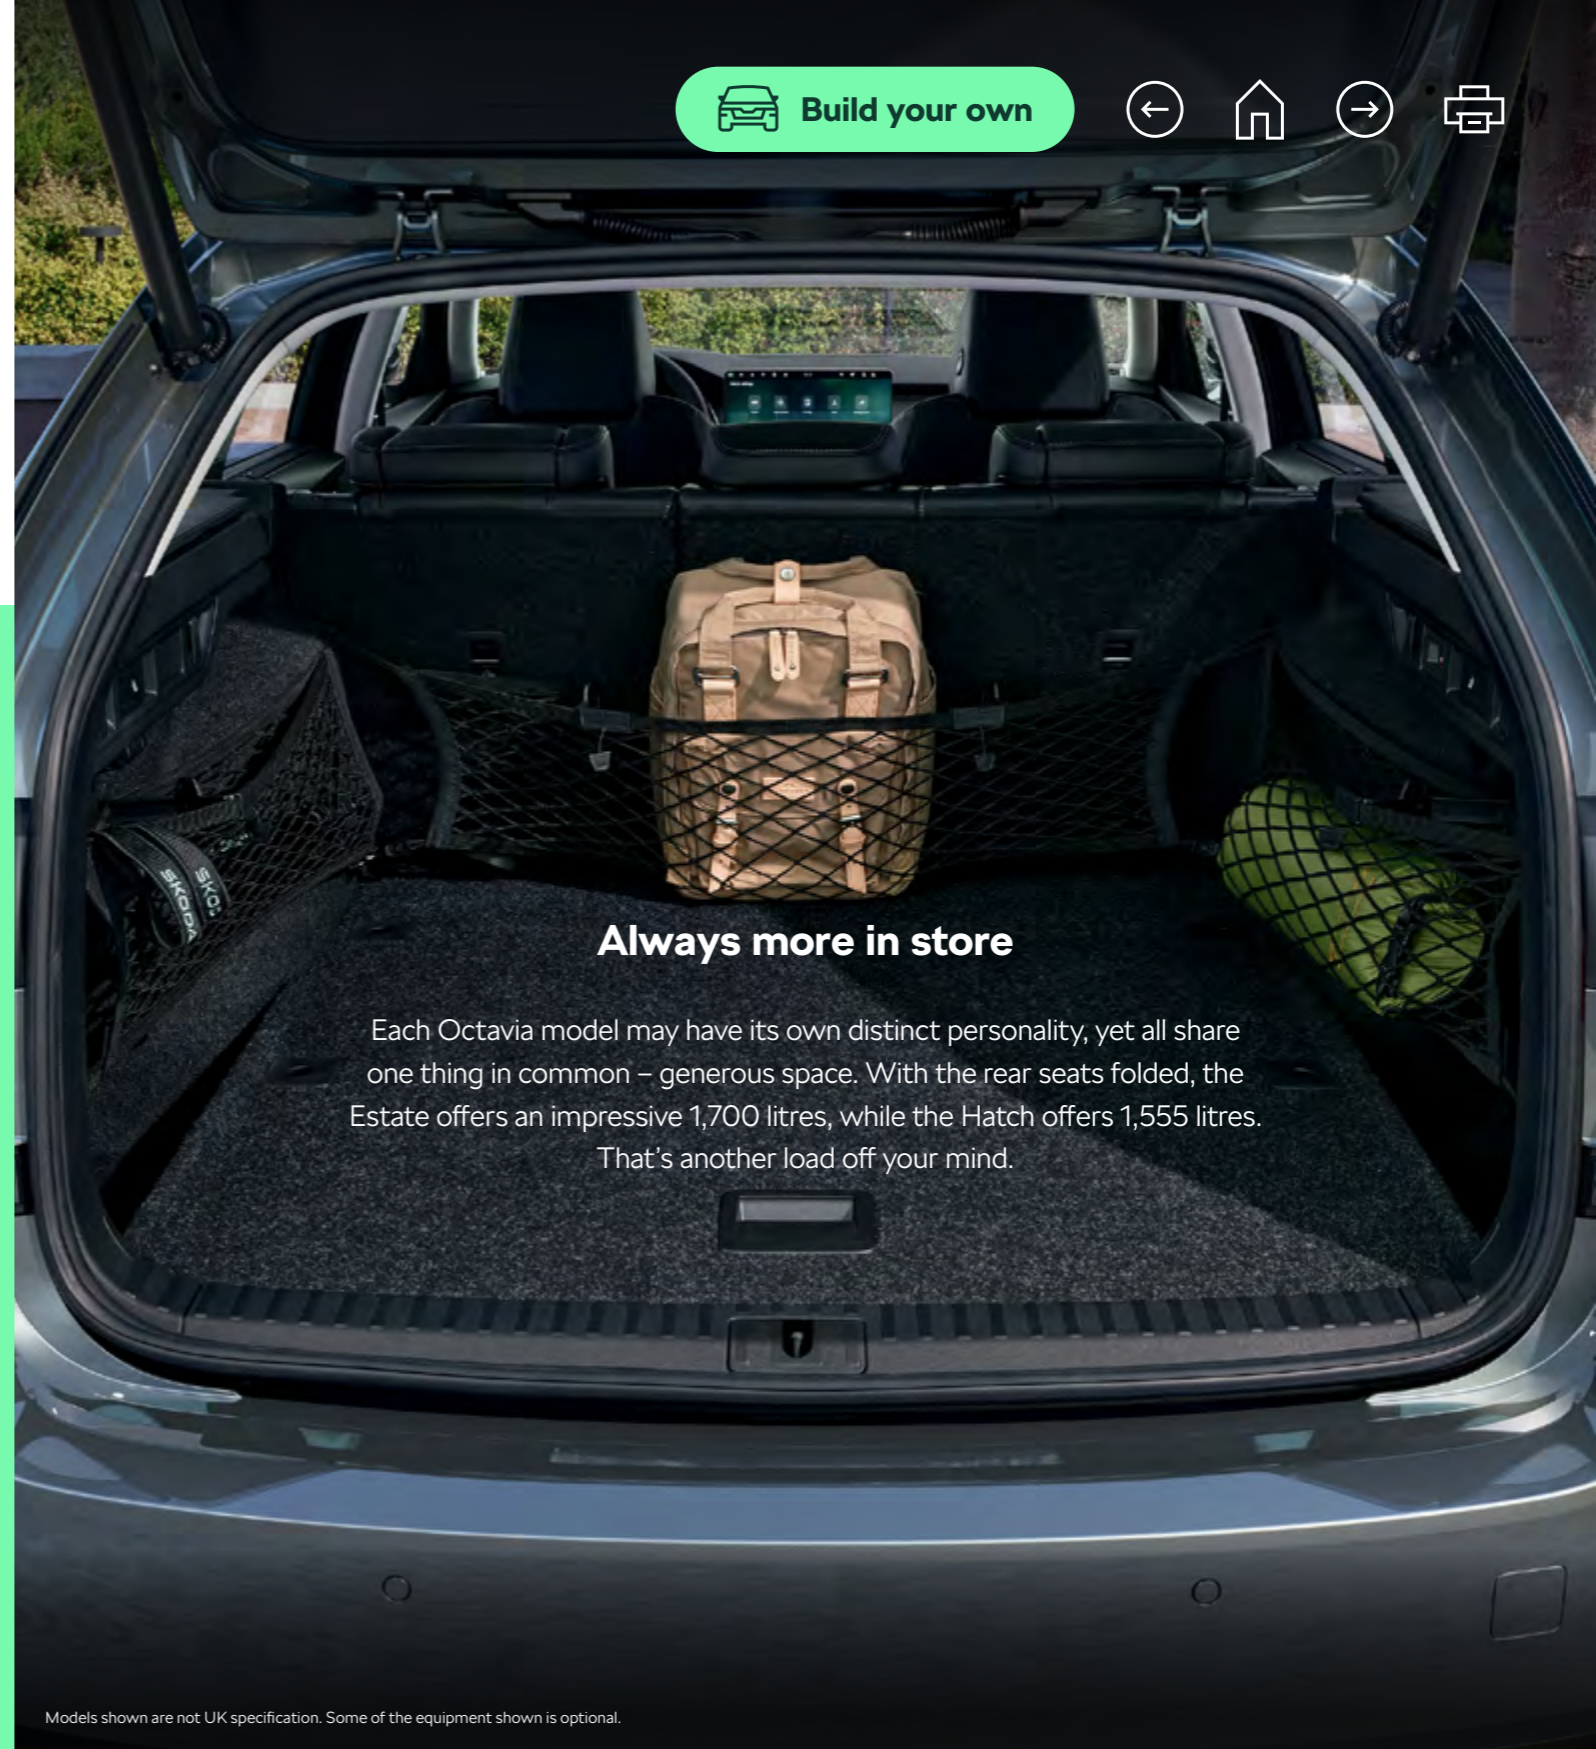 Build your own
SKODA
Always more in store
Each Octavia model may have its own distinct personality, yet all share
one thing in common – generous space. With the rear seats folded, the
Estate offers an impressive 1,700 litres, while the Hatch offers 1,555 litres.
That’s another load off your mind.
Models shown are not UK specification. Some of the equipment shown is optional.